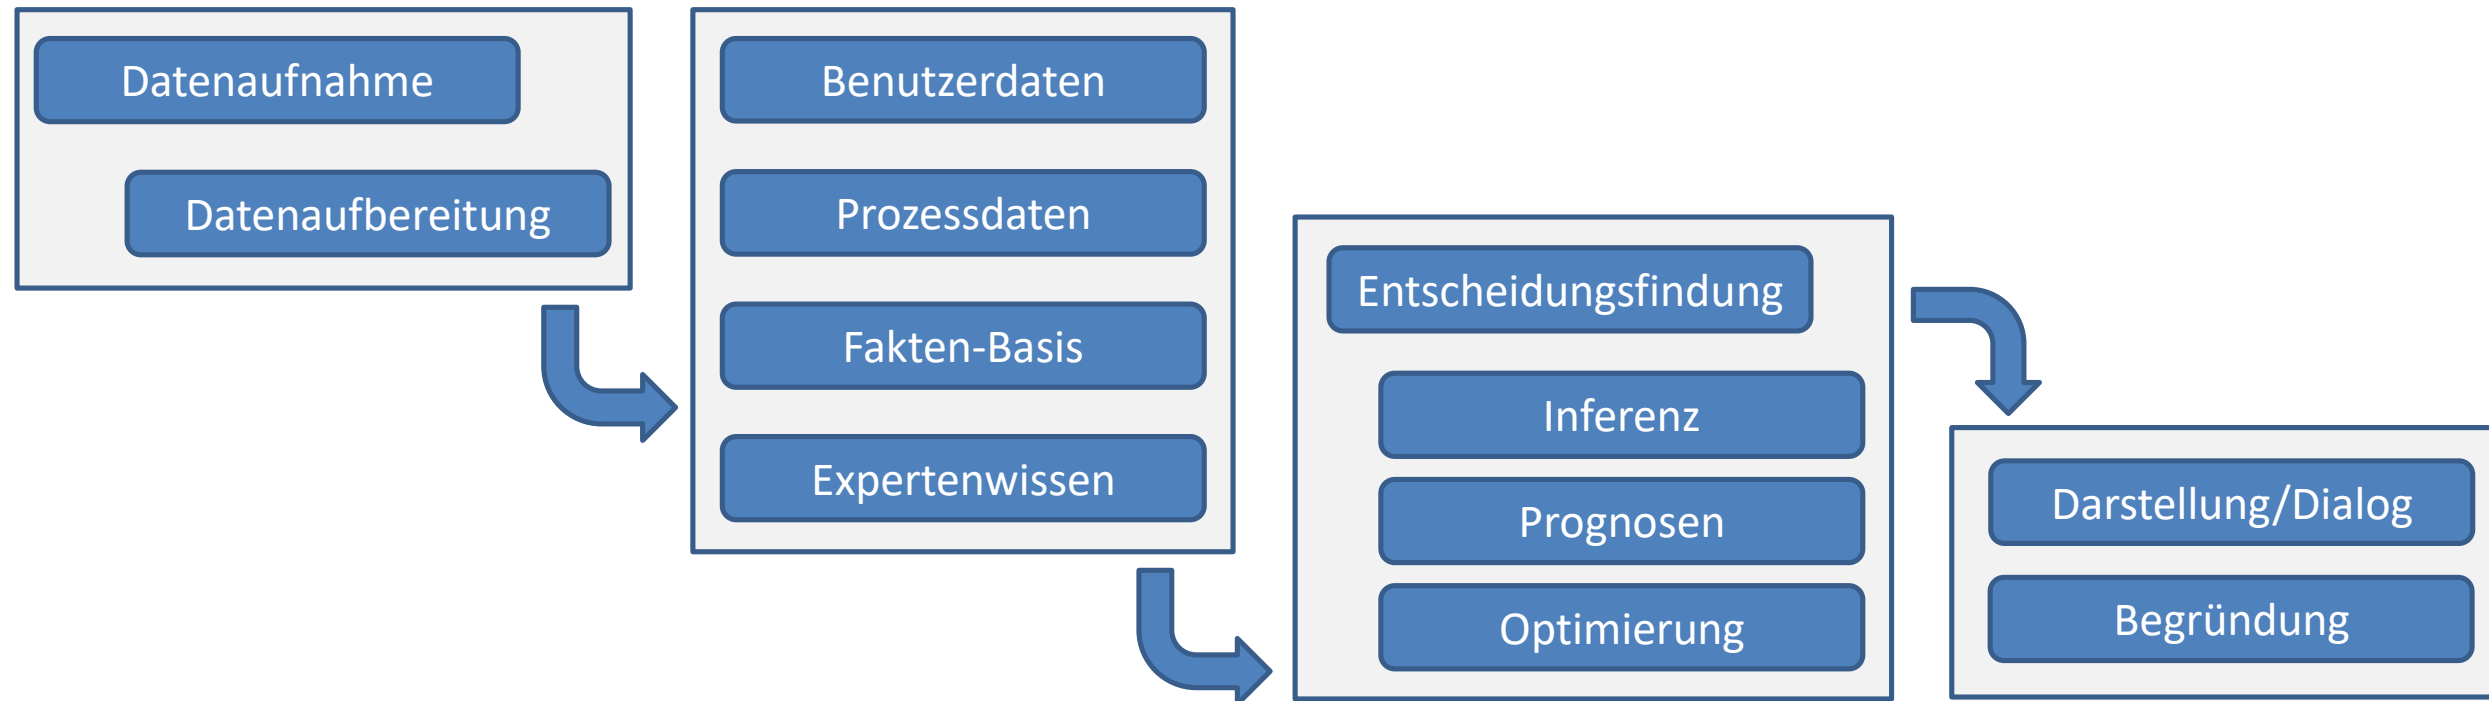 Datenaufnahme
Datenaufbereitung
Benutzerdaten
Prozessdaten
Fakten-Basis
Expertenwissen
Entscheidungsfindung
Inferenz
Prognosen
Optimierung
Darstellung/Dialog
Begründung